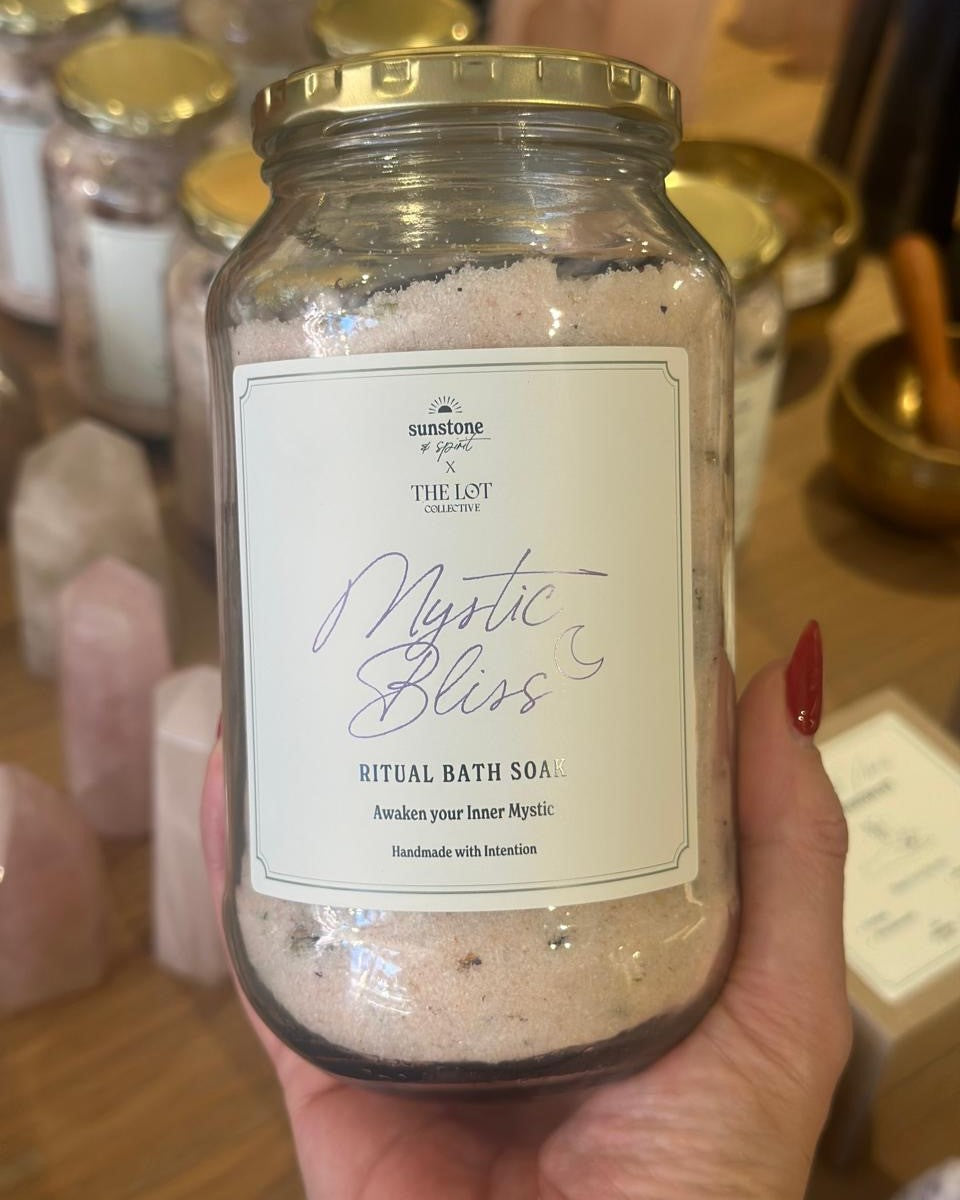 sunstone
& spirit
X
THE LOT
COLLECTIVE
Mystic
Bliss
RITUAL BATH SOAK
Awaken your Inner Mystic
Handmade with Intention